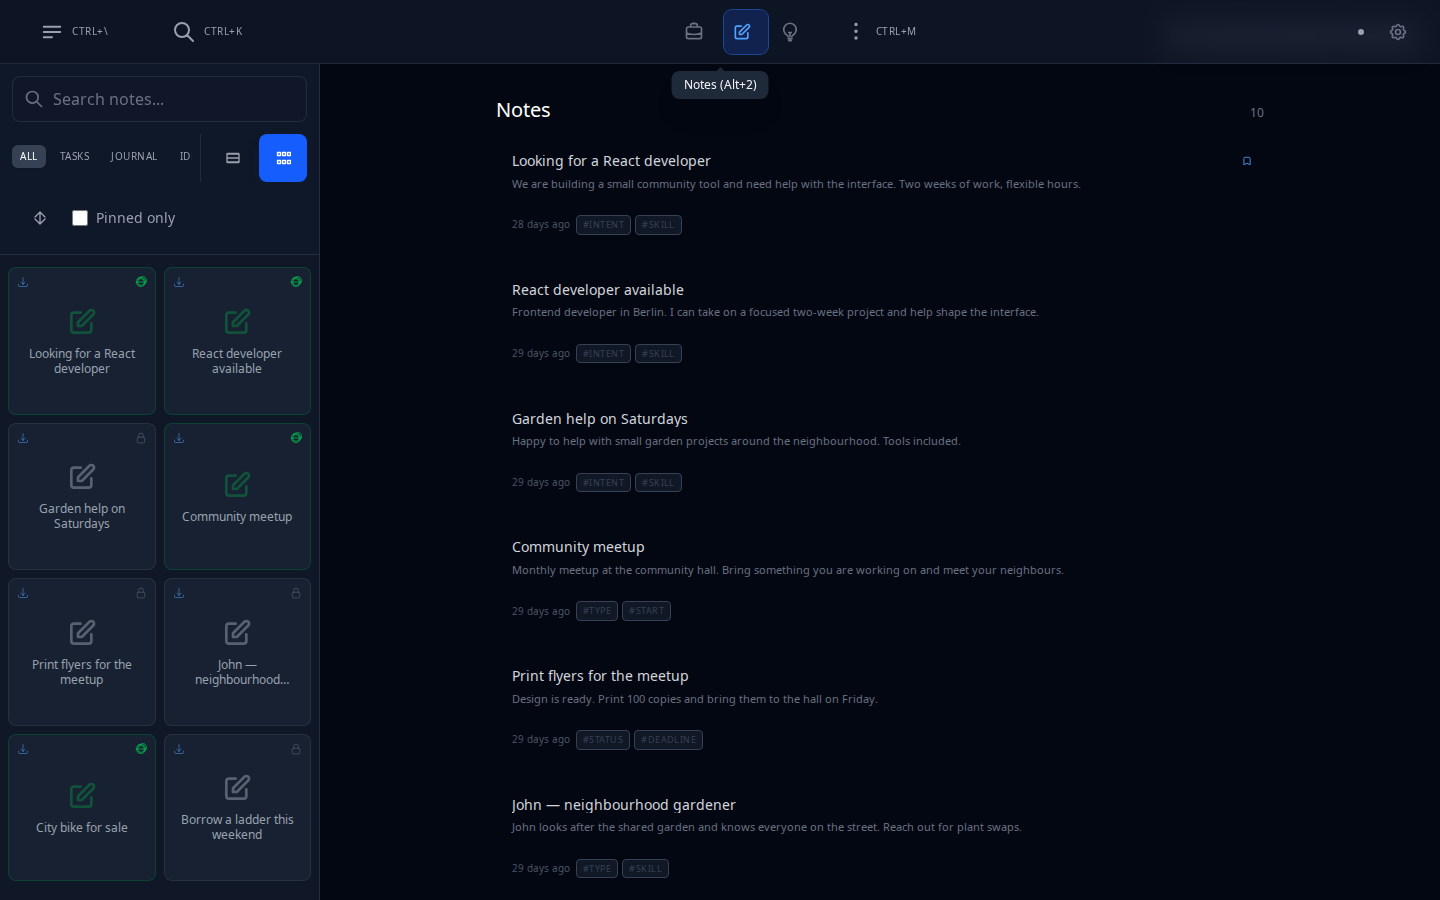 CTRL+\
CTRL+K
CTRL+M
Notes (Alt+2)
Search notes...
ALL
TASKS
JOURNAL
ID
Pinned only
Looking for a React
developer
React developer
available
Garden help on
Saturdays
Community meetup
Print flyers for the
meetup
John —
neighbourhood...
City bike for sale
Borrow a ladder this
weekend
Notes
10
Looking for a React developer
We are building a small community tool and need help with the interface. Two weeks of work, flexible hours.
28 days ago #INTENT #SKILL
React developer available
Frontend developer in Berlin. I can take on a focused two-week project and help shape the interface.
29 days ago #INTENT #SKILL
Garden help on Saturdays
Happy to help with small garden projects around the neighbourhood. Tools included.
29 days ago #INTENT #SKILL
Community meetup
Monthly meetup at the community hall. Bring something you are working on and meet your neighbours.
29 days ago #TYPE #START
Print flyers for the meetup
Design is ready. Print 100 copies and bring them to the hall on Friday.
29 days ago #STATUS #DEADLINE
John — neighbourhood gardener
John looks after the shared garden and knows everyone on the street. Reach out for plant swaps.
29 days ago #TYPE #SKILL